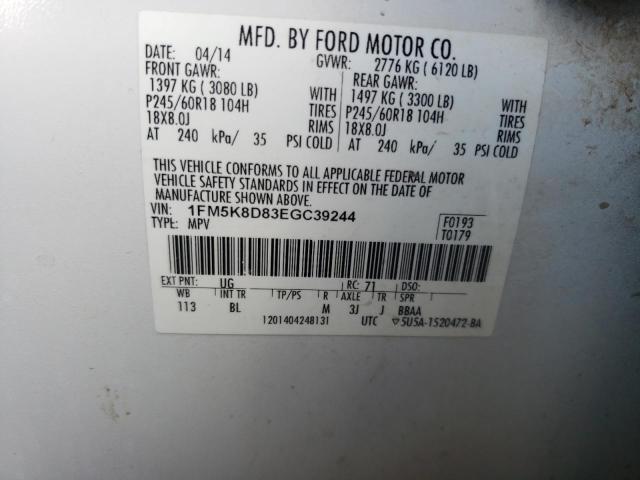 MFD. BY FORD MOTOR CO.
DATE: 04/14 GVWR: 2776 KG ( 6120 LB)
FRONT GAWR: REAR GAWR:
1397 KG ( 3080 LB) WITH 1497 KG ( 3300 LB) WITH
P245/60R18 104H TIRES P245/60R18 104H TIRES
18X8.0J RIMS 18X8.0J RIMS
AT 240 kPa/ 35 PSI COLD AT 240 kPa/ 35 PSI COLD
THIS VEHICLE CONFORMS TO ALL APPLICABLE FEDERAL MOTOR
VEHICLE SAFETY STANDARDS IN EFFECT ON THE DATE OF
MANUFACTURE SHOWN ABOVE.
VIN: 1FM5K8D83EGC39244 F0193
TYPE: MPV T0179
EXT PNT: UG RC: 71 DSO:
WB INT TR TP/PS R AXLE TR SPR
113 BL M 3J J BBAA
1201404248131 UTC ▽5U5A-1520472-BA